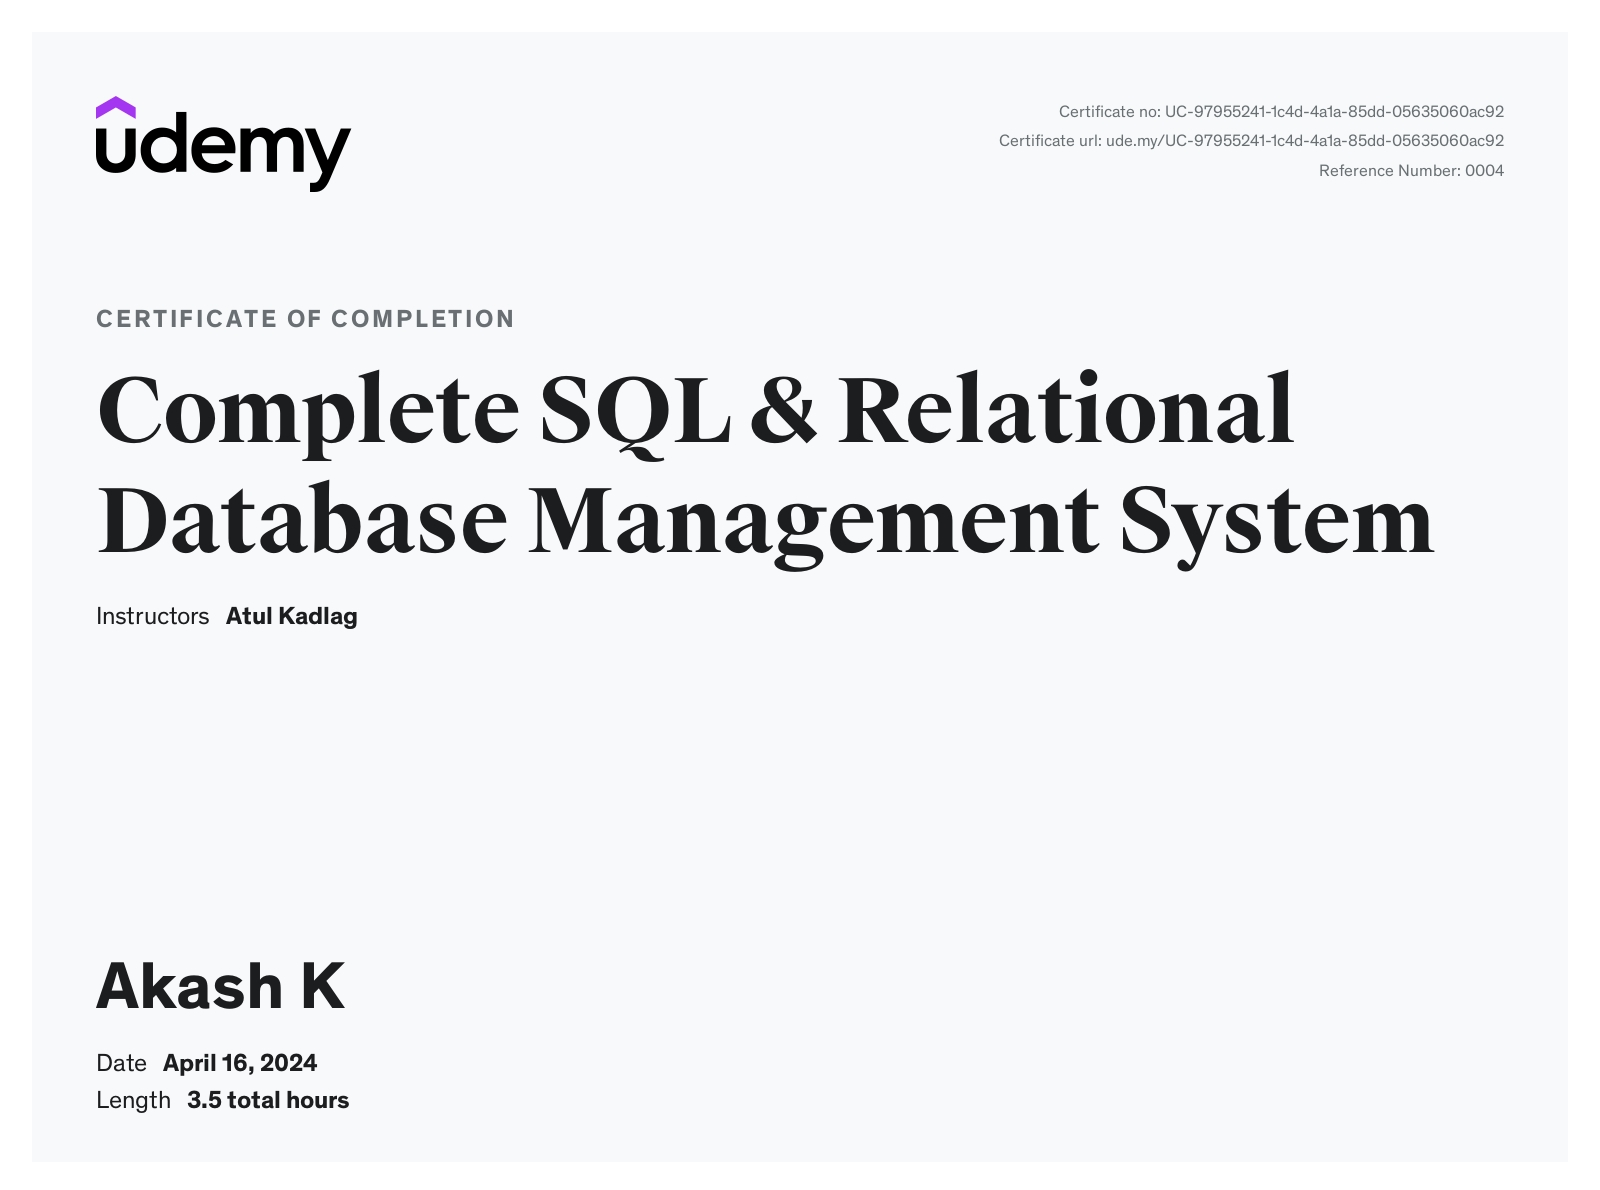 udemy
Certificate no: UC-97955241-1c4d-4a1a-85dd-05635060ac92
Certificate url: ude.my/UC-97955241-1c4d-4a1a-85dd-05635060ac92
Reference Number: 0004
CERTIFICATE OF COMPLETION
Complete SQL & Relational
Database Management System
Instructors Atul Kadlag
Akash K
Date April 16, 2024
Length 3.5 total hours